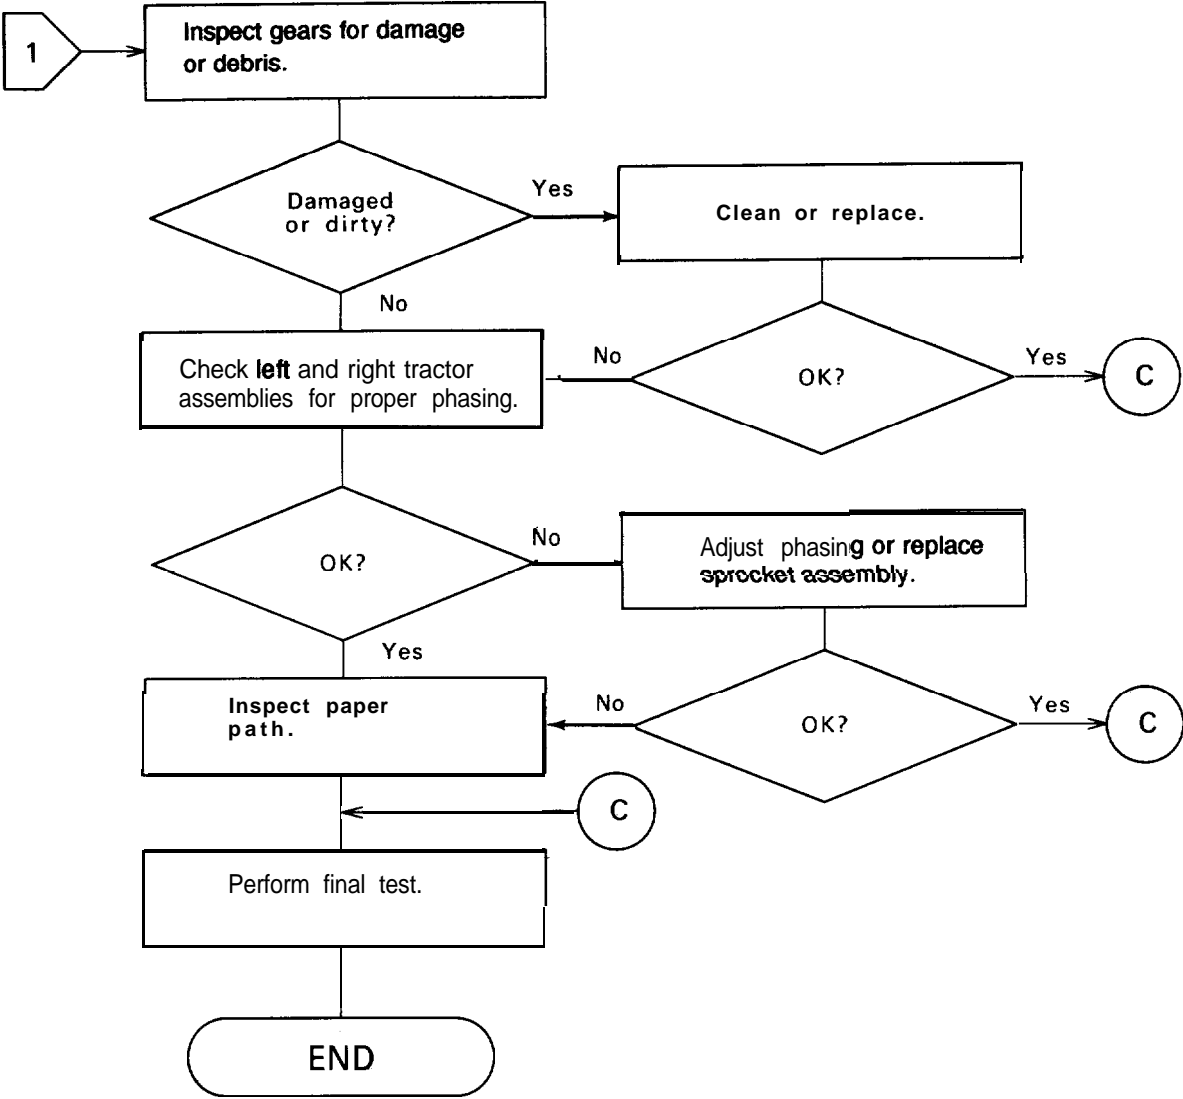 1
Inspect gears for damage
or debris.
Damaged
or dirty?
Yes
Clean or replace.
No
Check left and right tractor
assemblies for proper phasing.
No
OK?
Yes
C
OK?
No
Adjust phasing or replace
sprocket assembly.
Yes
Inspect paper
path.
No
OK?
Yes
C
C
Perform final test.
END